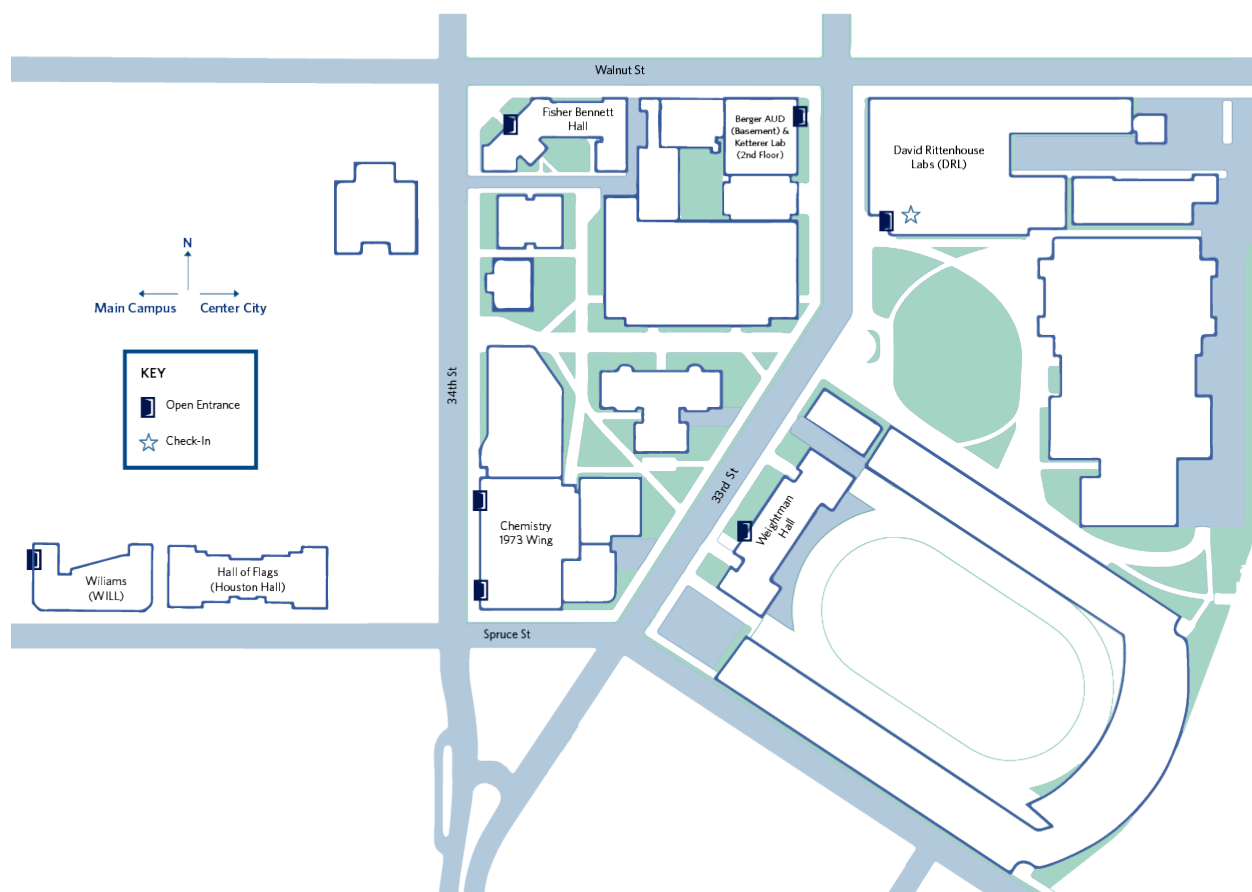 Walnut St
Fisher Bennett
Hall
Berger AUD
(Basement) &
Ketterer Lab
(2nd Floor)
David Rittenhouse
Labs (DRL)
N
Main Campus
Center City
KEY
Open Entrance
Check-In
34th St
33rd St
Weightman
Hall
Chemistry
1973 Wing
Wiliams
(WILL)
Hall of Flags
(Houston Hall)
Spruce St